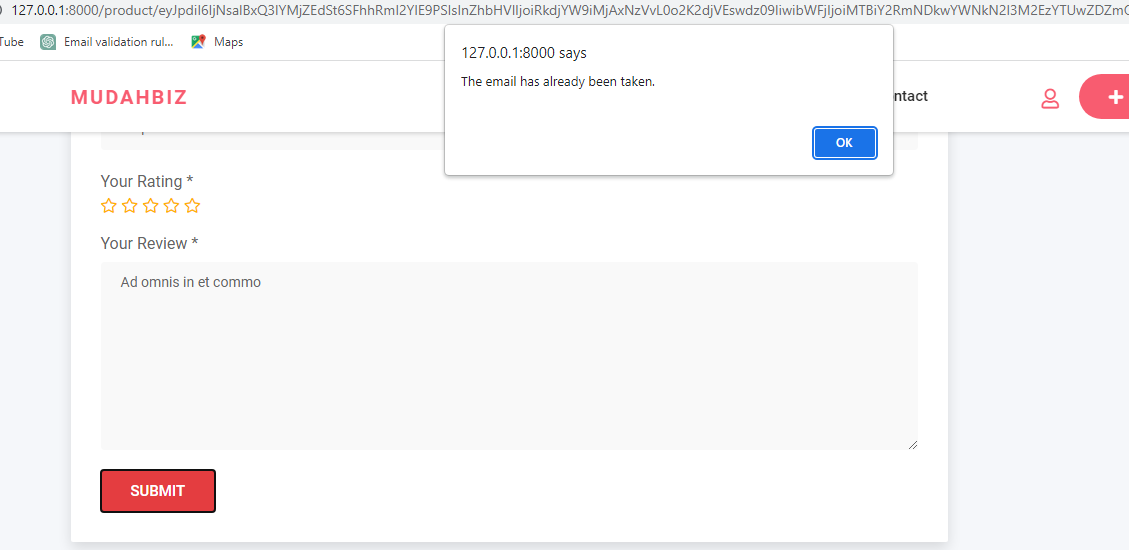 127.0.0.1:8000/product/
Tube
Email validation rul...
Maps
127.0.0.1:8000 says
The email has already been taken.
OK
MUDAHBIZ
ntact
Your Rating *
Your Review *
Ad omnis in et commo
SUBMIT